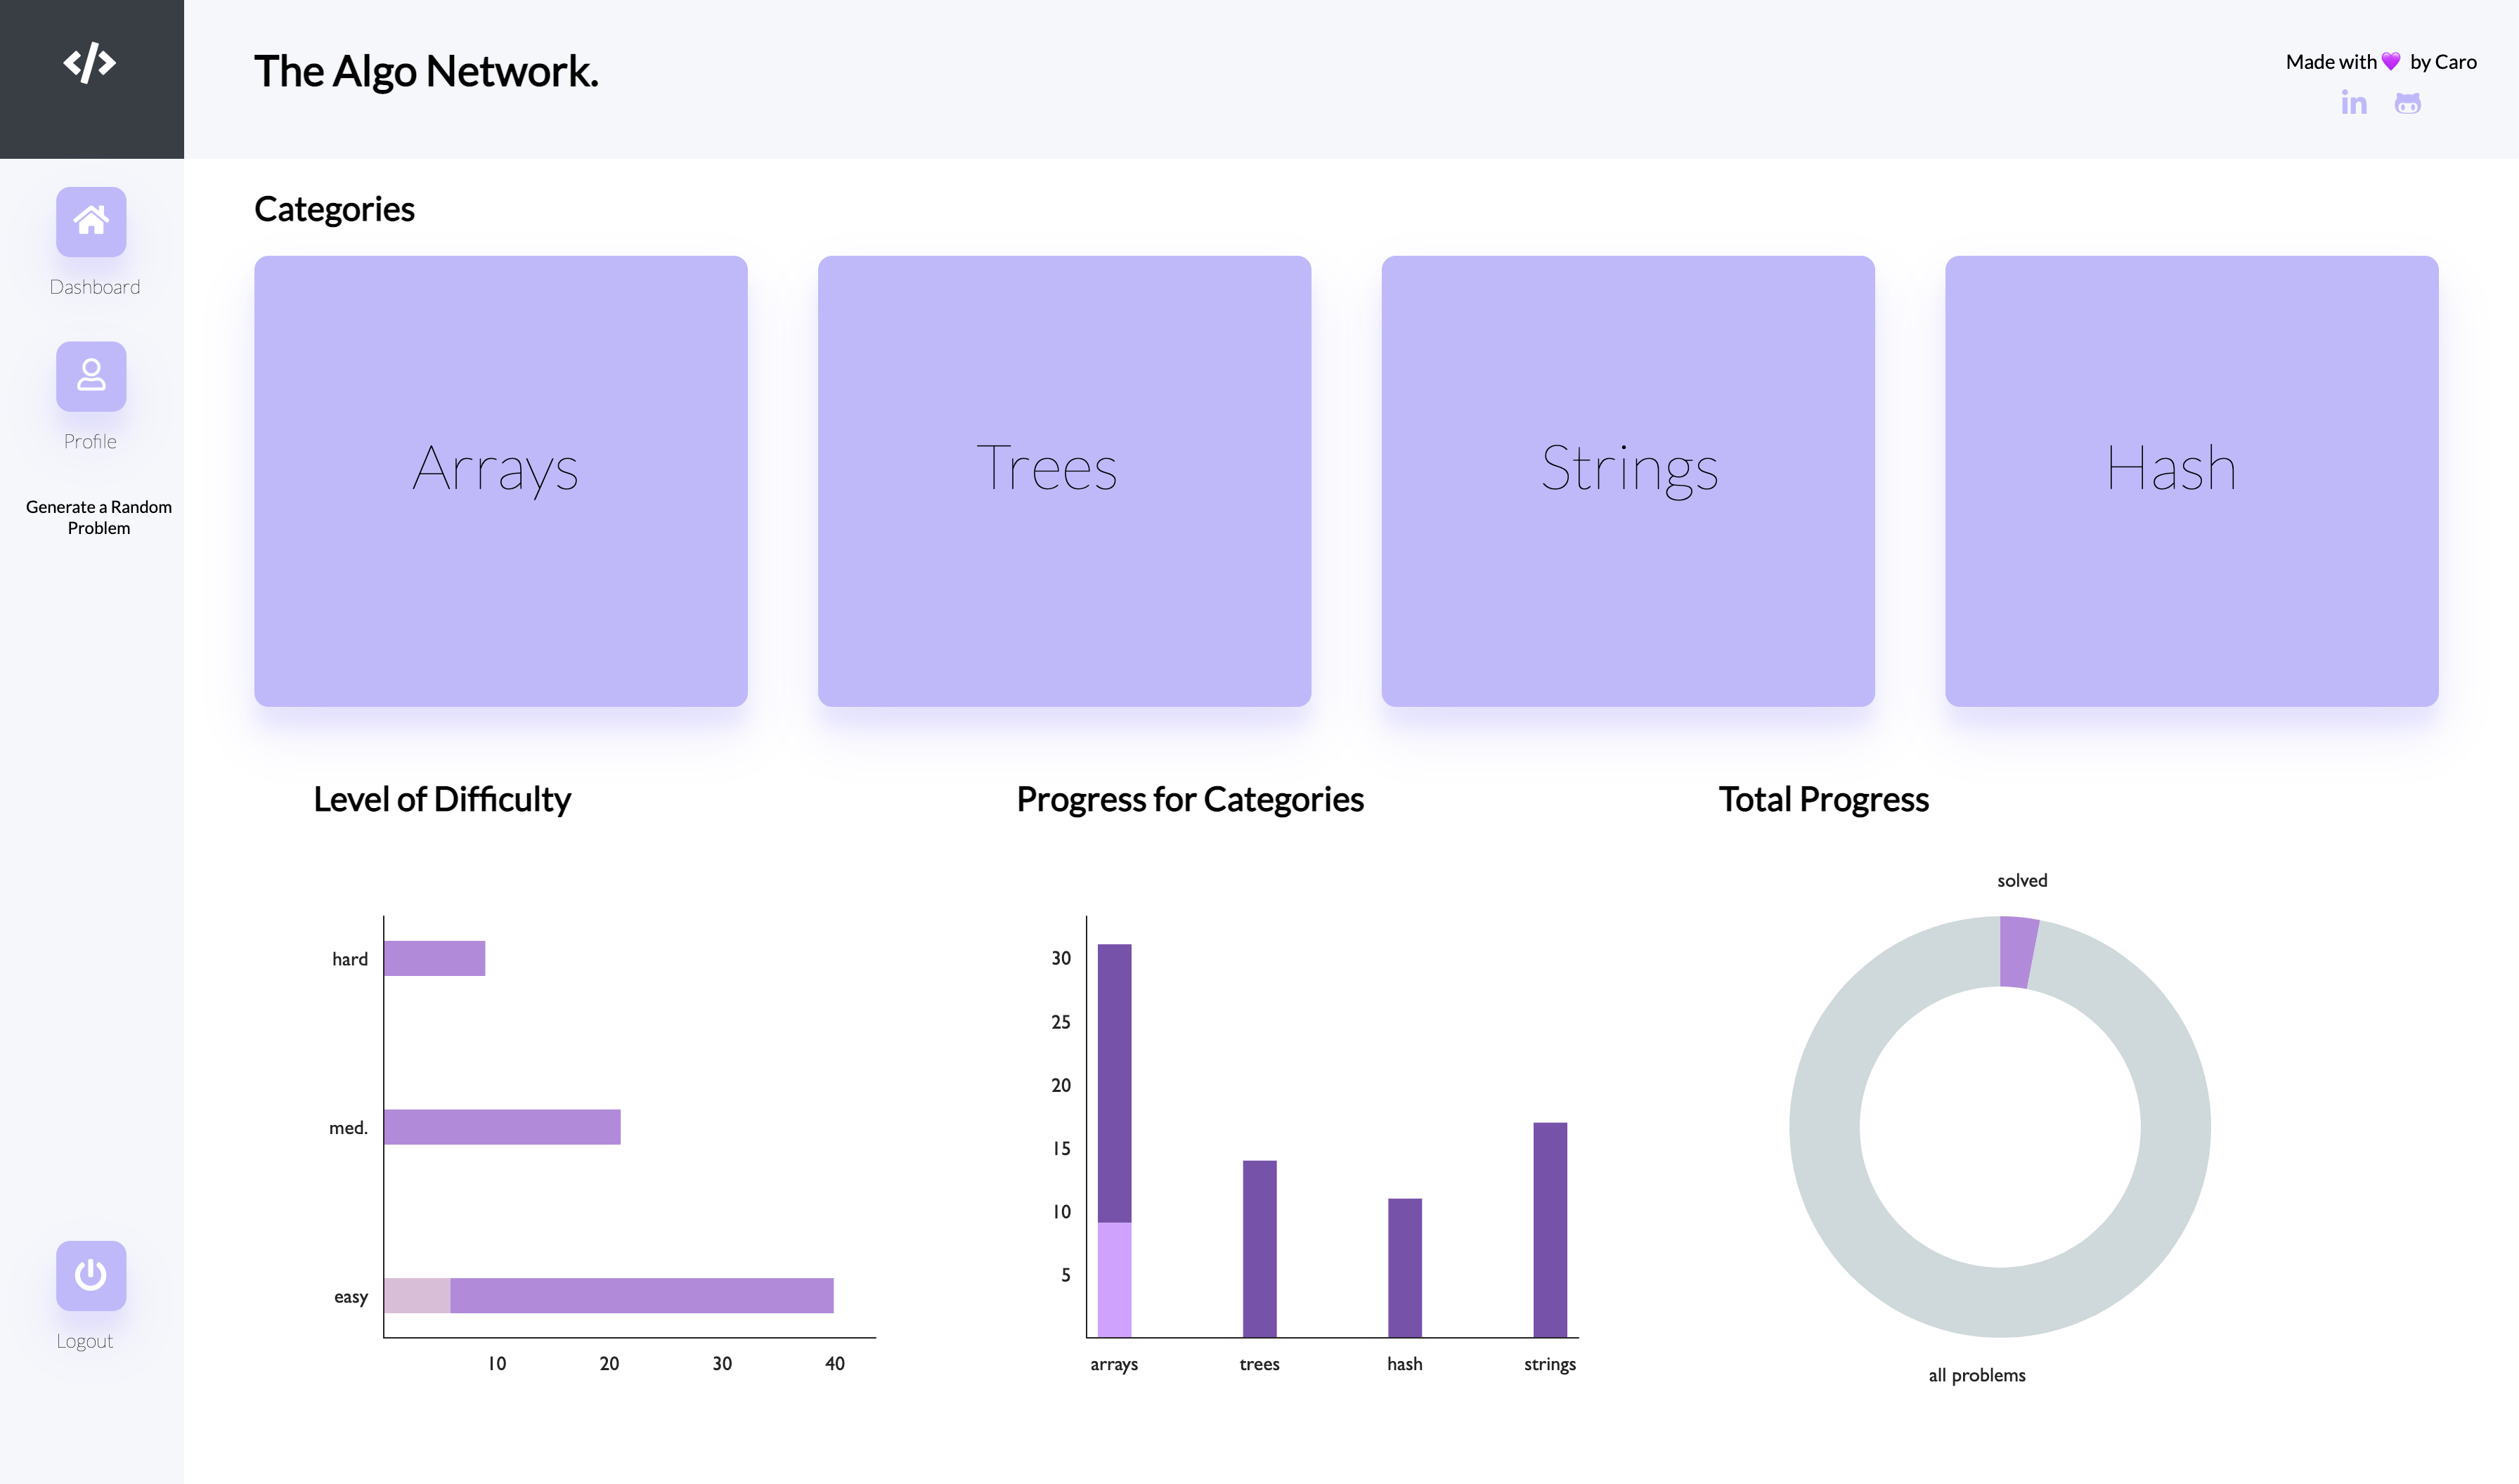 The Algo Network.
Made with 💜 by Caro
Dashboard
Profile
Generate a Random
Problem
Logout
Categories
Arrays
Trees
Strings
Hash
Level of Difficulty
hard
med.
easy
10 20 30 40
Progress for Categories
30
25
20
15
10
5
arrays trees hash strings
Total Progress
solved
all problems